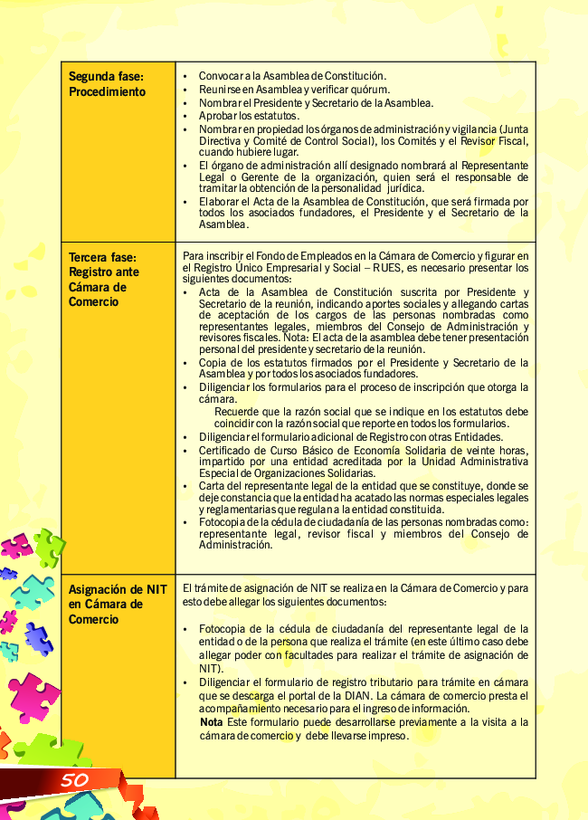 Segunda fase:
Procedimiento
• Convocar a la Asamblea de Constitución.
• Reunirse en Asamblea y verificar quórum.
• Nombrar el Presidente y Secretario de la Asamblea.
• Aprobar los estatutos.
• Nombrar en propiedad los órganos de administración y vigilancia (Junta
Directiva y Comité de Control Social), los Comités y el Revisor Fiscal,
cuando hubiere lugar.
• El órgano de administración allí designado nombrará al Representante
Legal o Gerente de la organización, quien será el responsable de
tramitar la obtención de la personalidad jurídica.
• Elaborar el Acta de la Asamblea de Constitución, que será firmada por
todos los asociados fundadores, el Presidente y el Secretario de la
Asamblea.
Tercera fase:
Registro ante
Cámara de
Comercio
Para inscribir el Fondo de Empleados en la Cámara de Comercio y figurar en
el Registro Único Empresarial y Social – RUES, es necesario presentar los
siguientes documentos:
• Acta de la Asamblea de Constitución suscrita por Presidente y
Secretario de la reunión, indicando aportes sociales y allegando cartas
de aceptación de los cargos de las personas nombradas como
representantes legales, miembros del Consejo de Administración y
revisores fiscales. Nota: El acta de la asamblea debe tener presentación
personal del presidente y secretario de la reunión.
• Copia de los estatutos firmados por el Presidente y Secretario de la
Asamblea y por todos los asociados fundadores.
• Diligenciar los formularios para el proceso de inscripción que otorga la
cámara.
Recuerde que la razón social que se indique en los estatutos debe
coincidir con la razón social que reporte en todos los formularios.
• Diligenciar el formulario adicional de Registro con otras Entidades.
• Certificado de Curso Básico de Economía Solidaria de veinte horas,
impartido por una entidad acreditada por la Unidad Administrativa
Especial de Organizaciones Solidarias.
• Carta del representante legal de la entidad que se constituye, donde se
deje constancia que la entidad ha acatado las normas especiales legales
y reglamentarias que regulan a la entidad constituida.
• Fotocopia de la cédula de ciudadanía de las personas nombradas como:
representante legal, revisor fiscal y miembros del Consejo de
Administración.
Asignación de NIT
en Cámara de
Comercio
El trámite de asignación de NIT se realiza en la Cámara de Comercio y para
esto debe allegar los siguientes documentos:
• Fotocopia de la cédula de ciudadanía del representante legal de la
entidad o de la persona que realiza el trámite (en este último caso debe
allegar poder con facultades para realizar el trámite de asignación de
NIT).
• Diligenciar el formulario de registro tributario para trámite en cámara
que se descarga el portal de la DIAN. La cámara de comercio presta el
acompañamiento necesario para el ingreso de información.
Nota Este formulario puede desarrollarse previamente a la visita a la
cámara de comercio y debe llevarse impreso.
50